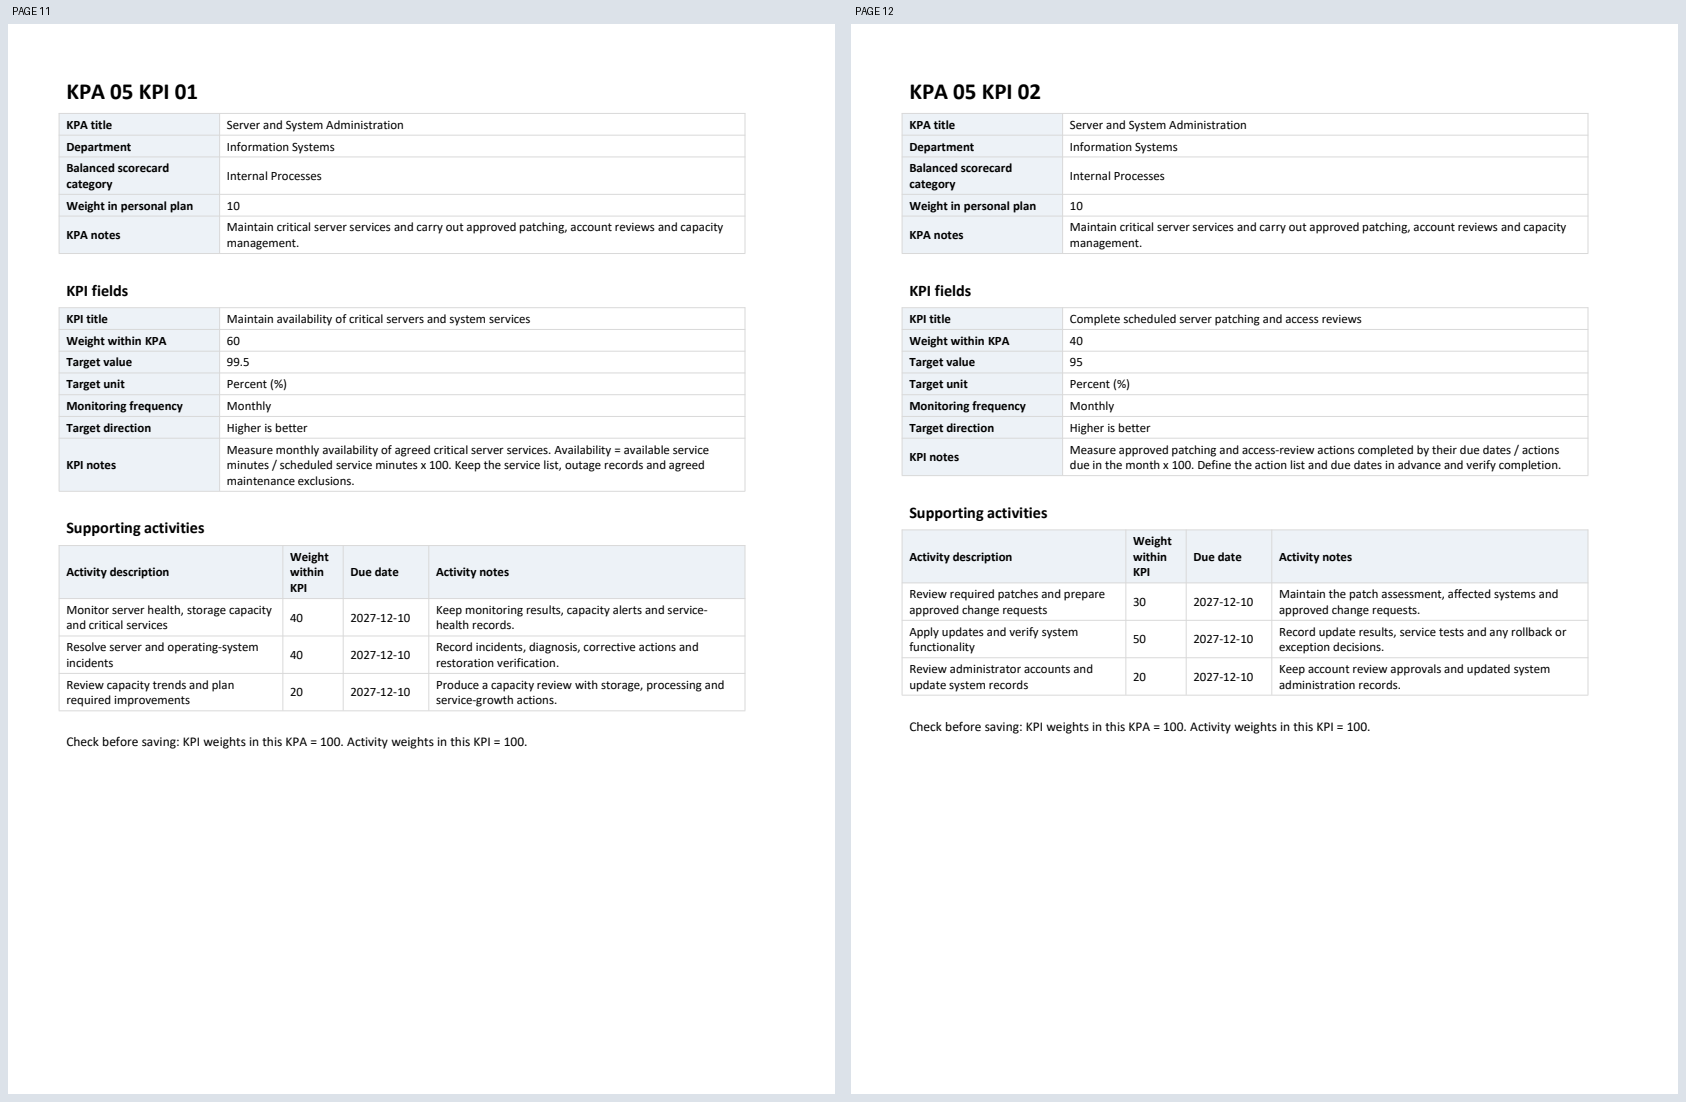 PAGE 11
KPA 05 KPI 01
KPA title Server and System Administration
Department Information Systems
Balanced scorecard
category
Internal Processes
Weight in personal plan 10
KPA notes
Maintain critical server services and carry out approved patching, account reviews and capacity
management.
KPI fields
KPI title Maintain availability of critical servers and system services
Weight within KPA 60
Target value 99.5
Target unit Percent (%)
Monitoring frequency Monthly
Target direction Higher is better
KPI notes
Measure monthly availability of agreed critical server services. Availability = available service
minutes / scheduled service minutes x 100. Keep the service list, outage records and agreed
maintenance exclusions.
Supporting activities
Activity description
Weight
within
KPI
Due date
Activity notes
Monitor server health, storage capacity
and critical services
40
2027-12-10
Keep monitoring results, capacity alerts and service-
health records.
Resolve server and operating-system
incidents
40
2027-12-10
Record incidents, diagnosis, corrective actions and
restoration verification.
Review capacity trends and plan
required improvements
20
2027-12-10
Produce a capacity review with storage, processing and
service-growth actions.
Check before saving: KPI weights in this KPA = 100. Activity weights in this KPI = 100.
PAGE 12
KPA 05 KPI 02
KPA title Server and System Administration
Department Information Systems
Balanced scorecard
category
Internal Processes
Weight in personal plan 10
KPA notes
Maintain critical server services and carry out approved patching, account reviews and capacity
management.
KPI fields
KPI title Complete scheduled server patching and access reviews
Weight within KPA 40
Target value 95
Target unit Percent (%)
Monitoring frequency Monthly
Target direction Higher is better
KPI notes
Measure approved patching and access-review actions completed by their due dates / actions
due in the month x 100. Define the action list and due dates in advance and verify completion.
Supporting activities
Activity description
Weight
within
KPI
Due date
Activity notes
Review required patches and prepare
approved change requests
30
2027-12-10
Maintain the patch assessment, affected systems and
approved change requests.
Apply updates and verify system
functionality
50
2027-12-10
Record update results, service tests and any rollback or
exception decisions.
Review administrator accounts and
update system records
20
2027-12-10
Keep account review approvals and updated system
administration records.
Check before saving: KPI weights in this KPA = 100. Activity weights in this KPI = 100.